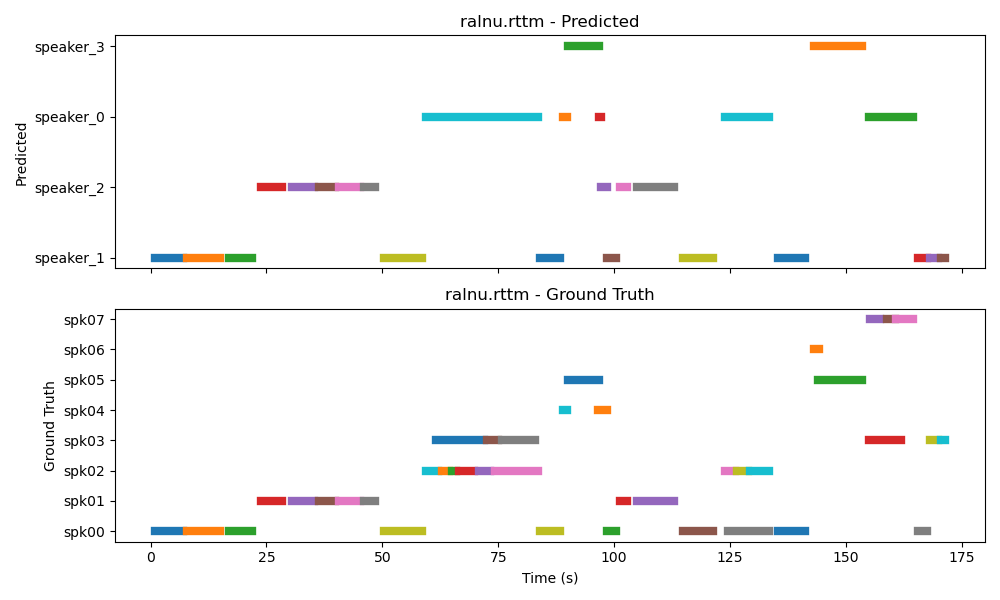 ralnu.rttm - Predicted
speaker_3
speaker_0
speaker_2
speaker_1
Predicted
ralnu.rttm - Ground Truth
spk07
spk06
spk05
spk04
spk03
spk02
spk01
spk00
Ground Truth
0 25 50 75 100 125 150 175
Time (s)